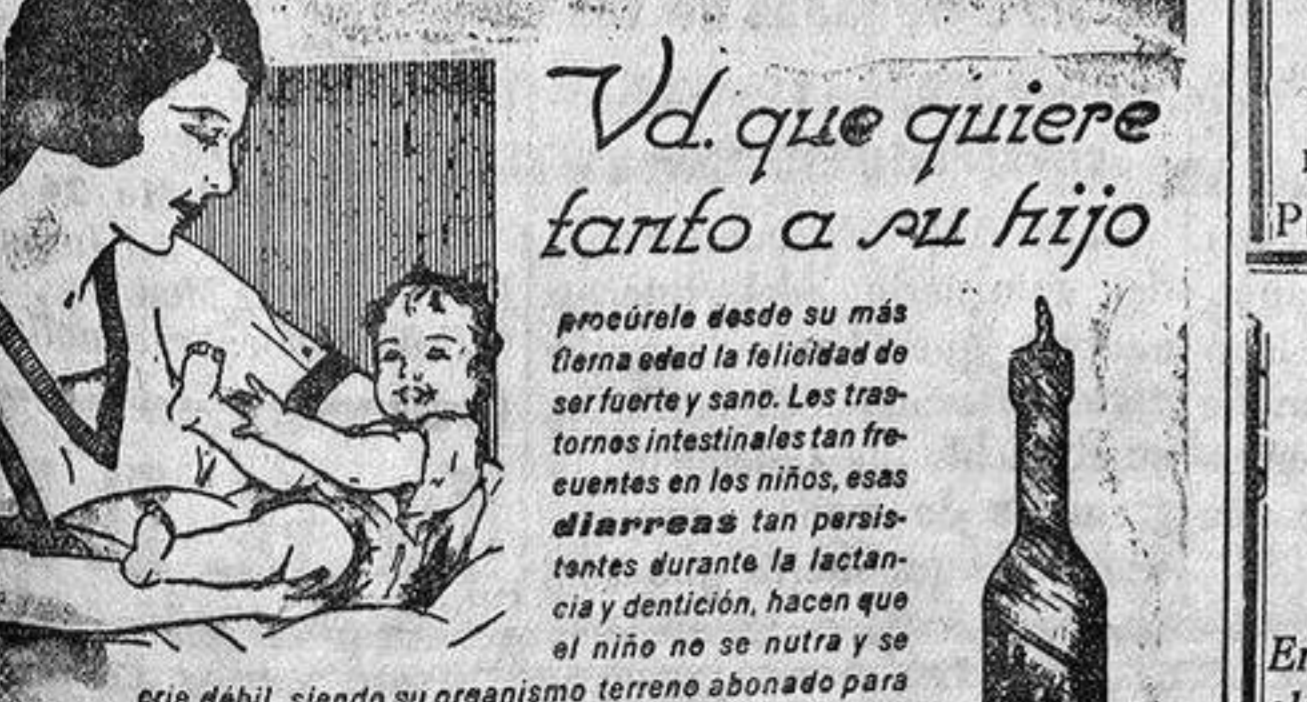 Vd. que quiere
tanto a su hijo
procúrele desde su más
tierna edad la felicidad de
ser fuerte y sano. Los tras-
tornos intestinales tan fre-
cuentes en los niños, esas
diarreas tan persis-
tentes durante la lactan-
cia y dentición, hacen que
el niño no se nutra y se
crie débil, siendo su organismo terreno abonado para
P
En